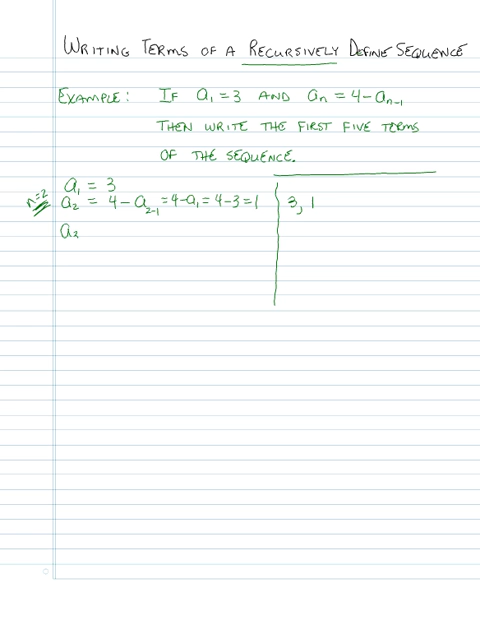 WRITING TERMS OF A RECURSIVELY DEFINE SEQUENCE
EXAMPLE: IF a₁ = 3 AND aₙ = 4 - aₙ₋₁
THEN WRITE THE FIRST FIVE TERMS
OF THE SEQUENCE.
a₁ = 3
n=2 a₂ = 4 - a₂₋₁ = 4 - a₁ = 4 - 3 = 1 3, 1
a₂